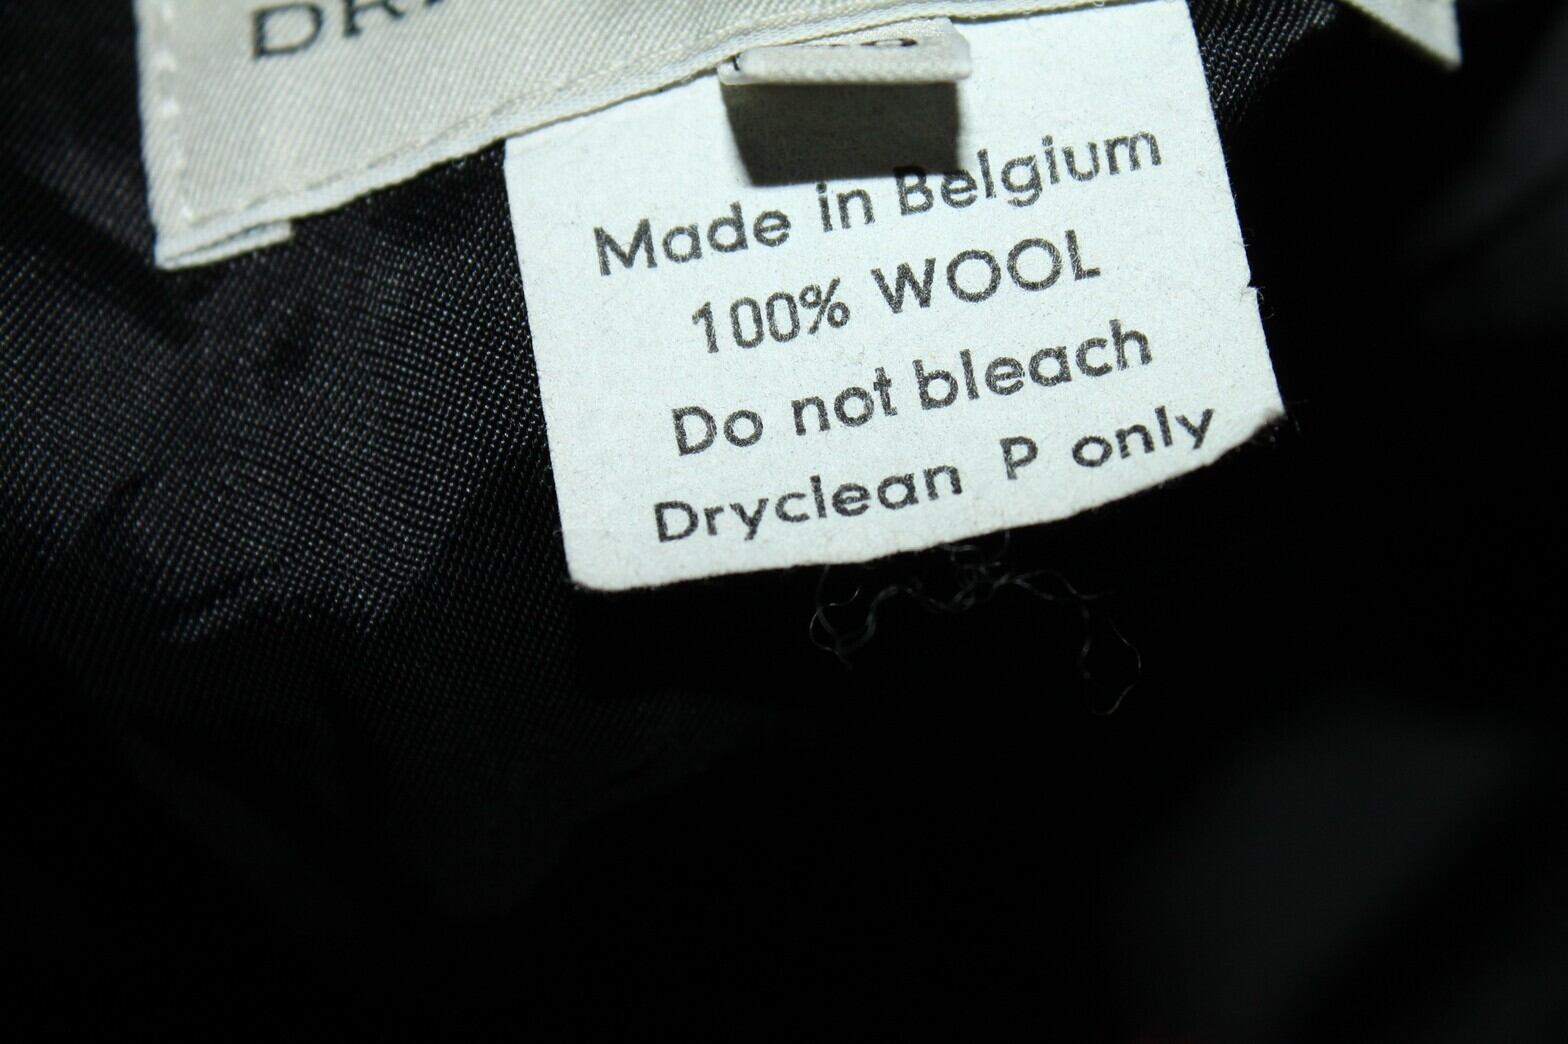 Made in Belgium
100% WOOL
Do not bleach
Dryclean P only